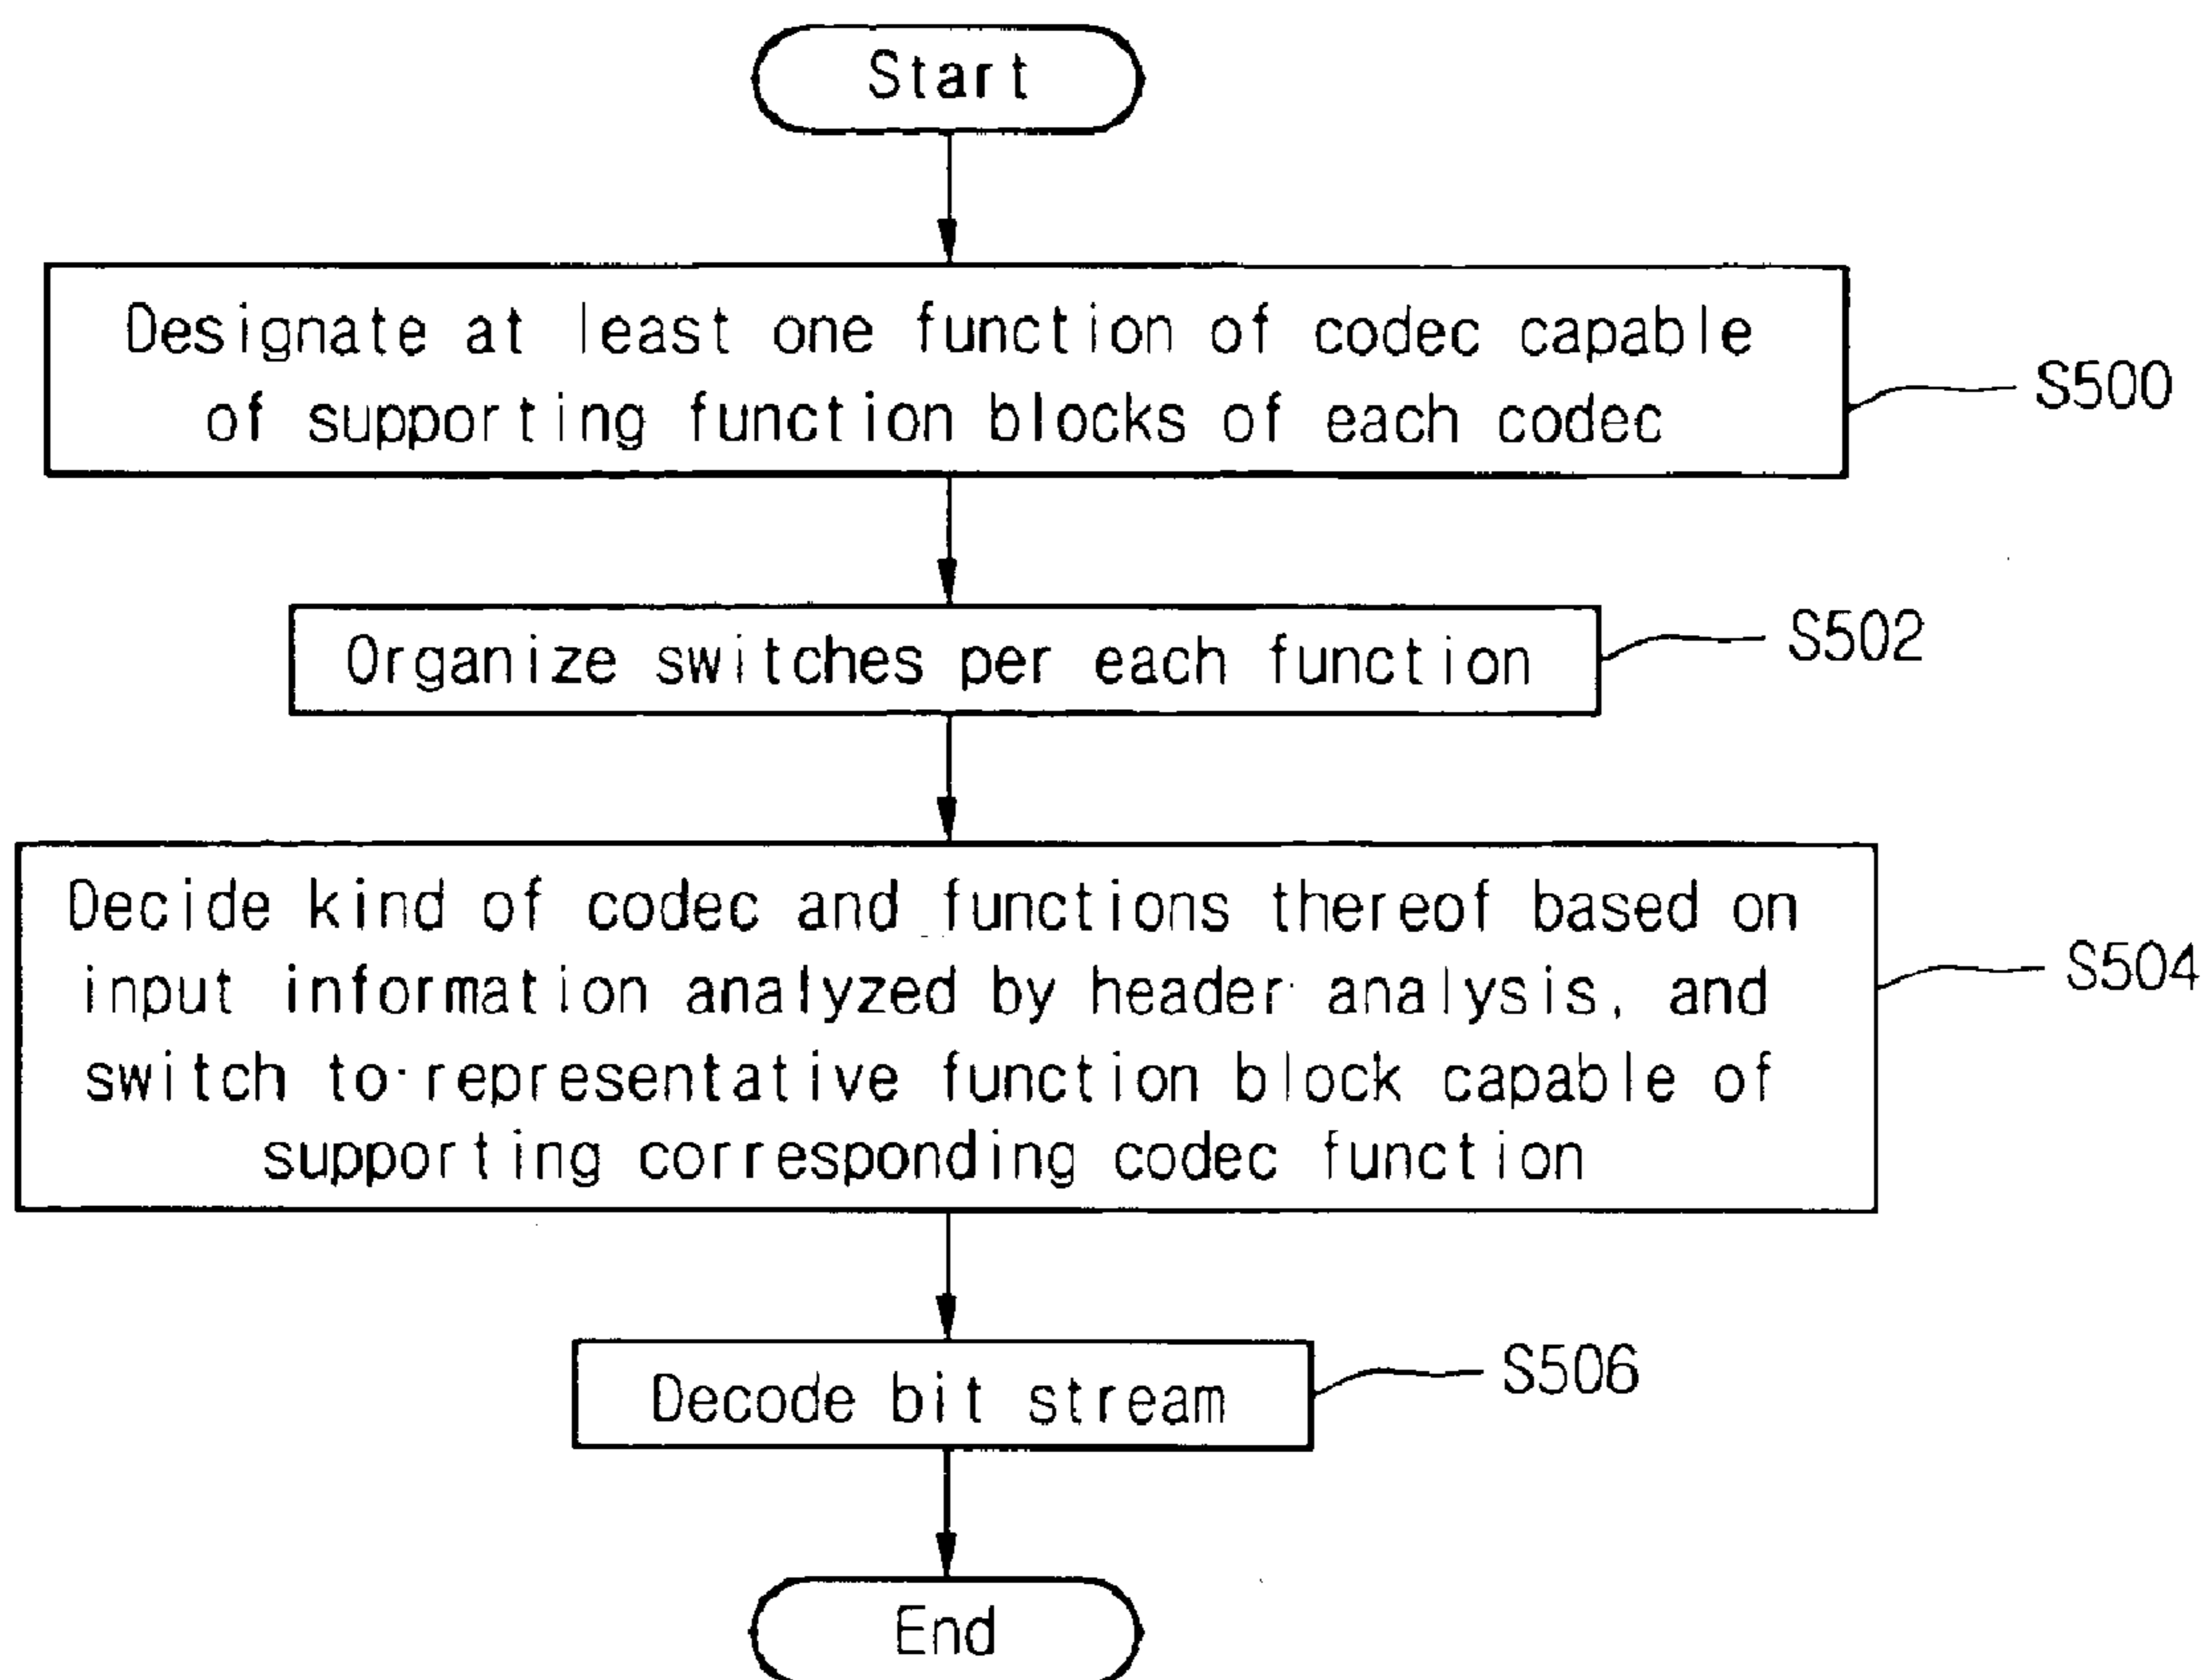 Start
Designate at least one function of codec capable
of supporting function blocks of each codec
S500
Organize switches per each function
S502
Decide kind of codec and functions thereof based on
input information analyzed by header analysis, and
switch to representative function block capable of
supporting corresponding codec function
S504
Decode bit stream
S506
End